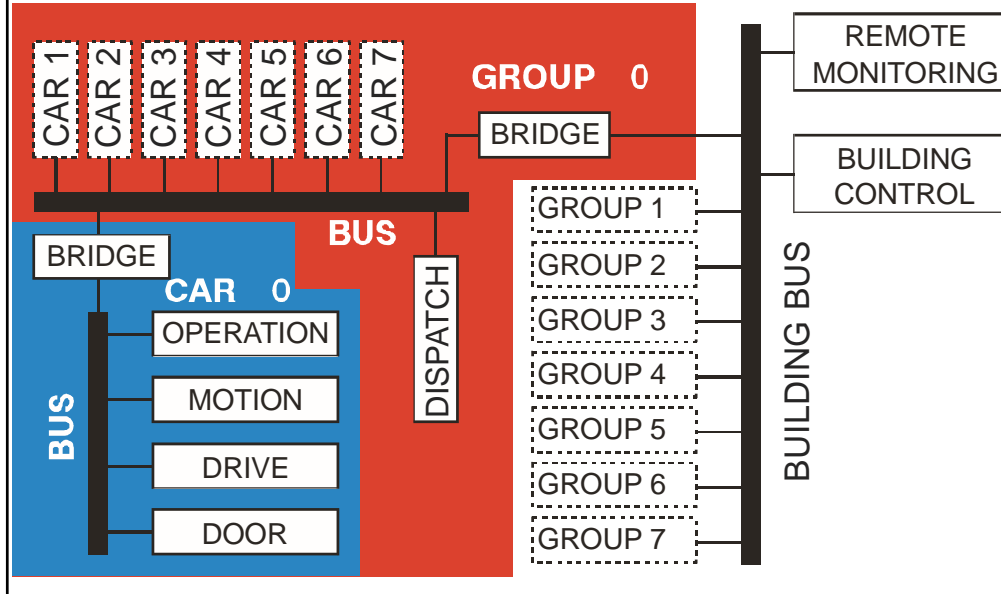 CAR 1
CAR 2
CAR 3
CAR 4
CAR 5
CAR 6
CAR 7
GROUP 0
BRIDGE
BUS
BRIDGE
CAR 0
OPERATION
MOTION
DRIVE
DOOR
BUS
DISPATCH
REMOTE
MONITORING
BUILDING
CONTROL
GROUP 1
GROUP 2
GROUP 3
GROUP 4
GROUP 5
GROUP 6
GROUP 7
BUILDING BUS